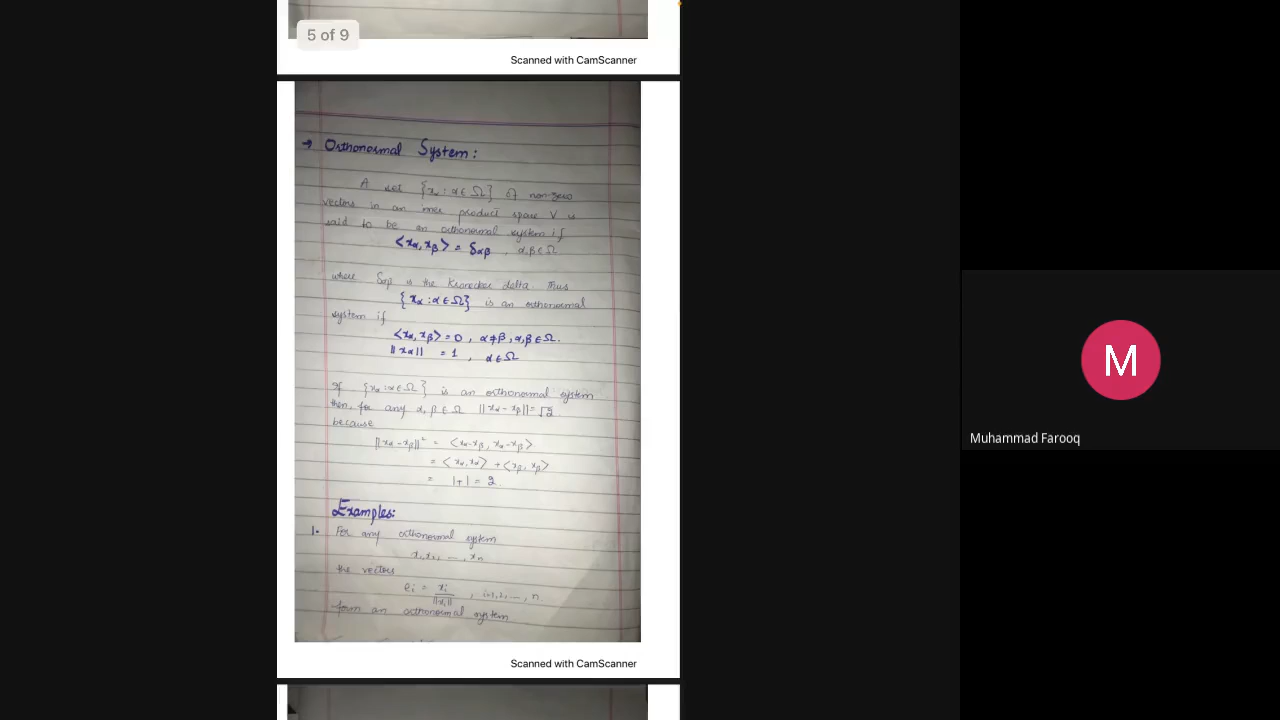 5 of 9
Scanned with CamScanner
→ Orthonormal System:
A set {xα : α ∈ Ω} of non-zero
vectors in an inner product space V is
said to be an orthonormal system if
<xα, xβ> = δαβ , α,β ∈ Ω
where δαβ is the Kronecker delta. Thus
{xα : α ∈ Ω} is an orthonormal
system if
<xα, xβ> = 0 , α≠β, α,β ∈ Ω.
||xα|| = 1 , α ∈ Ω
If {xα : α ∈ Ω} is an orthonormal system
then, for any α, β ∈ Ω ||xα - xβ|| = √2
because
||xα - xβ||² = <xα-xβ, xα-xβ>
= <xα, xα> + <xβ, xβ>
= 1+1 = 2.
Examples:
1. For any orthonormal system
x₁, x₂, ..., xn
the vectors
ei = xi / ||xi|| , i=1,2,..., n
form an orthonormal system
Scanned with CamScanner
M
Muhammad Farooq